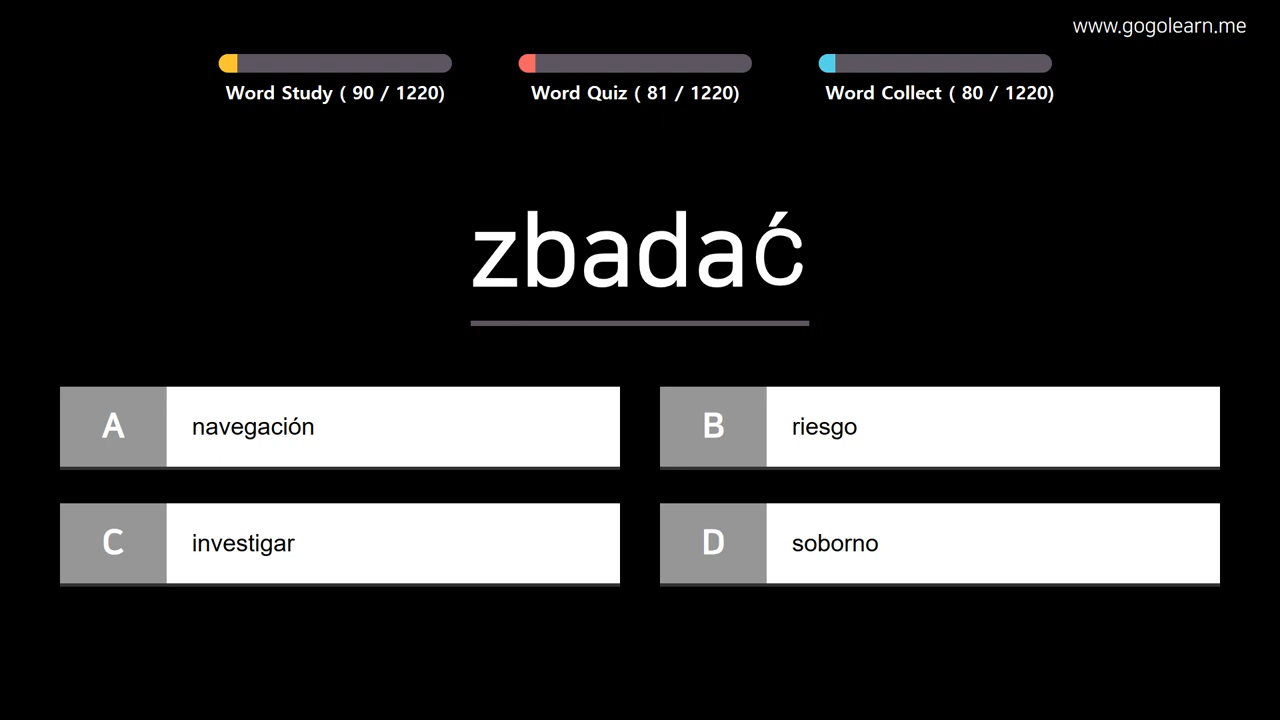 www.gogolearn.me
Word Study ( 90 / 1220)
Word Quiz ( 81 / 1220)
Word Collect ( 80 / 1220)
zbadać
A navegación
B riesgo
C investigar
D soborno